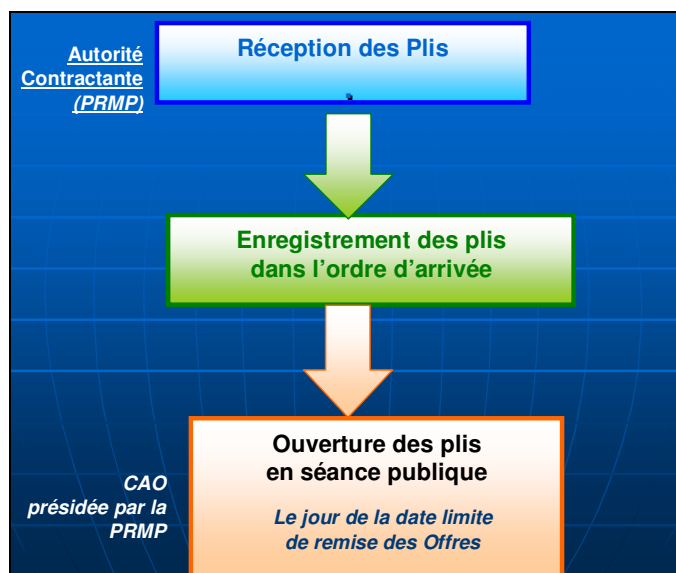 Autorité
Contractante
(PRMP)
Réception des Plis
Enregistrement des plis
dans l'ordre d'arrivée
Ouverture des plis
en séance publique
Le jour de la date limite
de remise des Offres
CAO
présidée par la
PRMP